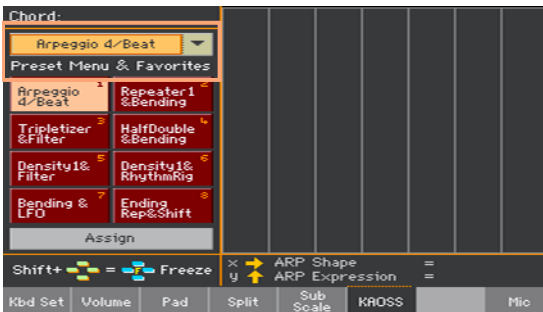 Chord:
Arpeggio 4/Beat
Preset Menu & Favorites
Arpeggio 4/Beat 1
Repeater1 &Bending 2
Tripletizer &Filter 3
HalfDouble &Bending 4
Density1& Filter 5
Density1& RhythmRig 6
Bending & LFO 7
Ending Rep&Shift 8
Assign
Shift+ = Freeze
x ARP Shape =
y ARP Expression =
Kbd Set Volume Pad Split Sub Scale KAOSS Mic